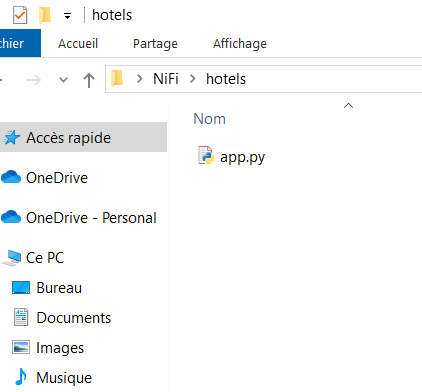 hotels
chier Accueil Partage Affichage
NiFi hotels
Nom
app.py
Accès rapide
OneDrive
OneDrive - Personal
Ce PC
Bureau
Documents
Images
Musique